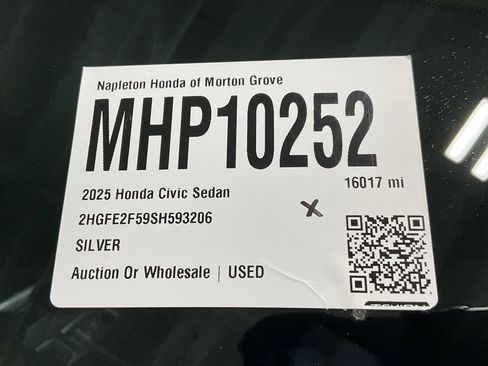 Napleton Honda of Morton Grove
MHP10252
16017 mi
2025 Honda Civic Sedan
2HGFE2F59SH593206
SILVER
Auction Or Wholesale | USED